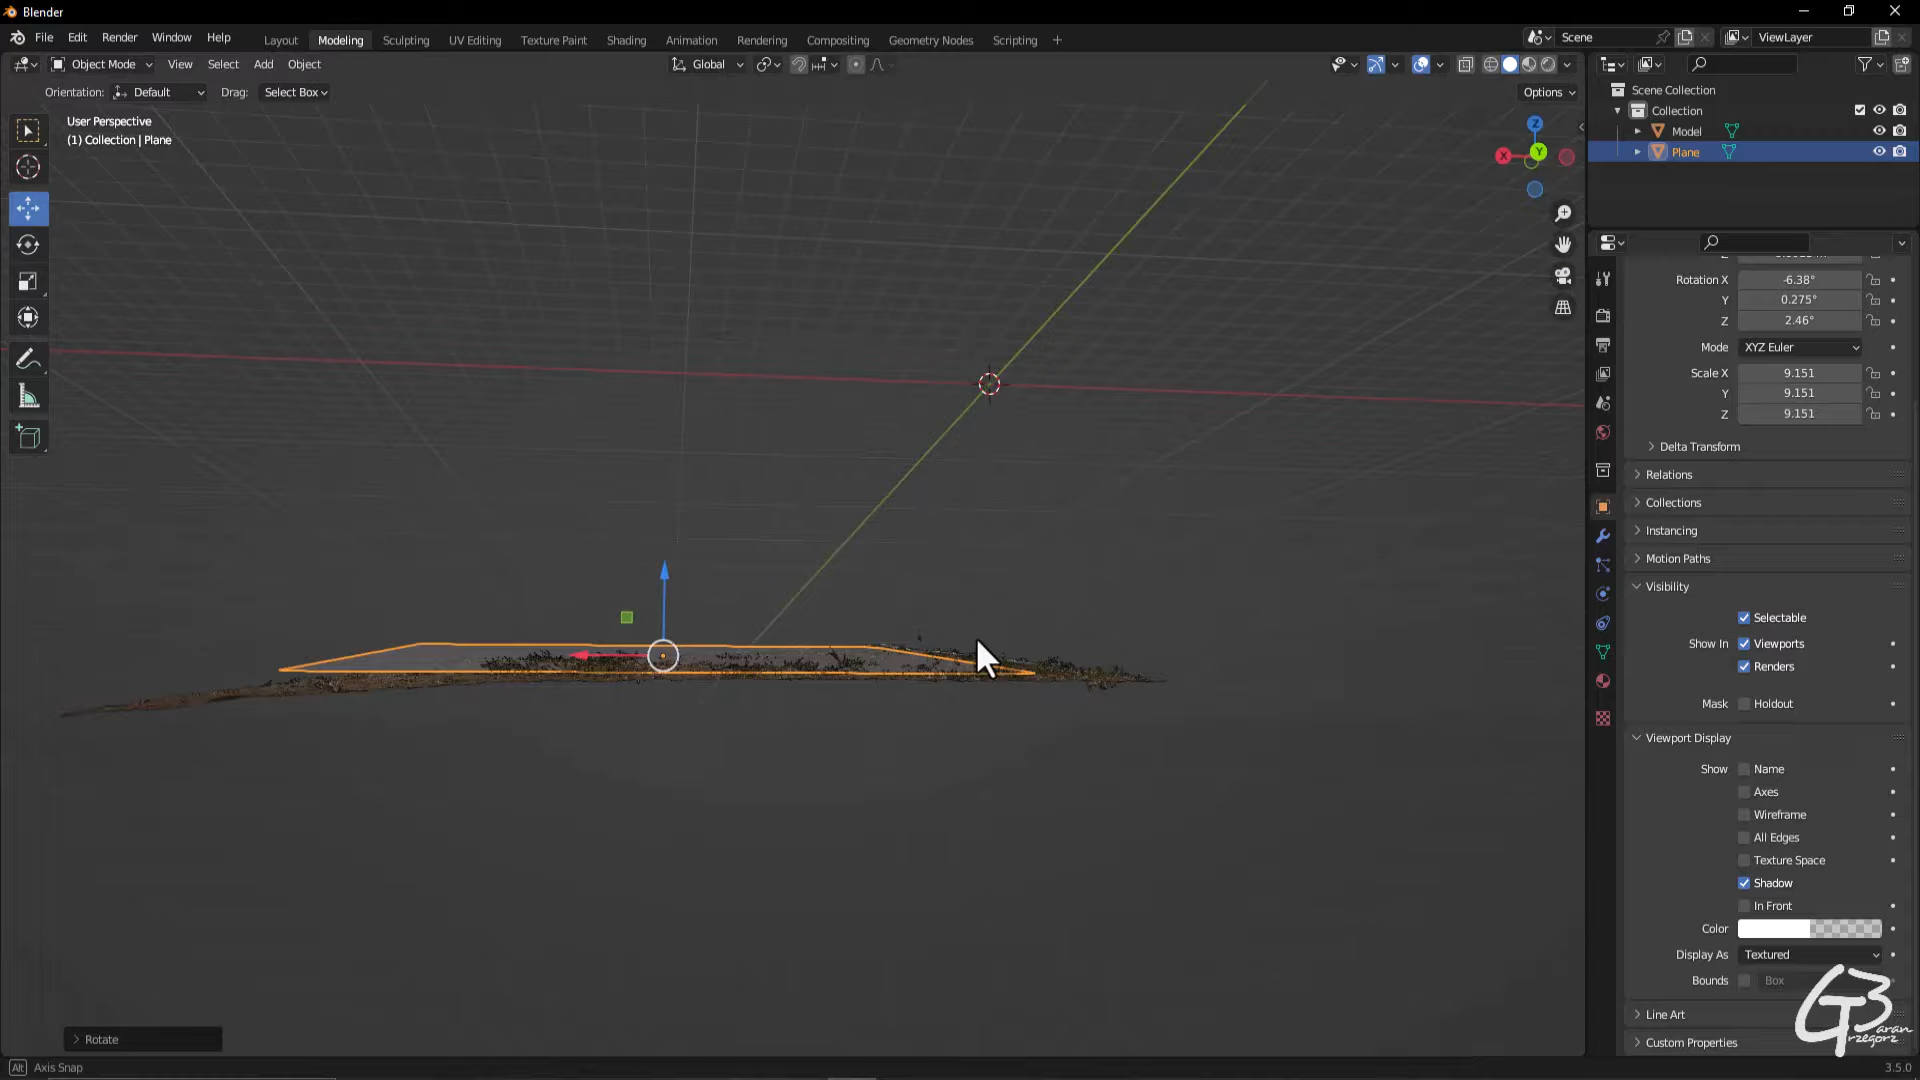 Blender
File Edit Render Window Help
Layout Modeling Sculpting UV Editing Texture Paint Shading Animation Rendering Compositing Geometry Nodes Scripting +
Scene
ViewLayer
Object Mode View Select Add Object
Global
Orientation: Default Drag: Select Box
Options
User Perspective
(1) Collection | Plane
Z
X
Y
Scene Collection
Collection
Model
Plane
Rotation X -6.38°
Y 0.275°
Z 2.46°
Mode XYZ Euler
Scale X 9.151
Y 9.151
Z 9.151
Delta Transform
Relations
Collections
Instancing
Motion Paths
Visibility
Selectable
Show In Viewports
Renders
Mask Holdout
Viewport Display
Show Name
Axes
Wireframe
All Edges
Texture Space
Shadow
In Front
Color
Display As Textured
Bounds Box
Line Art
Custom Properties
Rotate
Alt Axis Snap
3.5.0